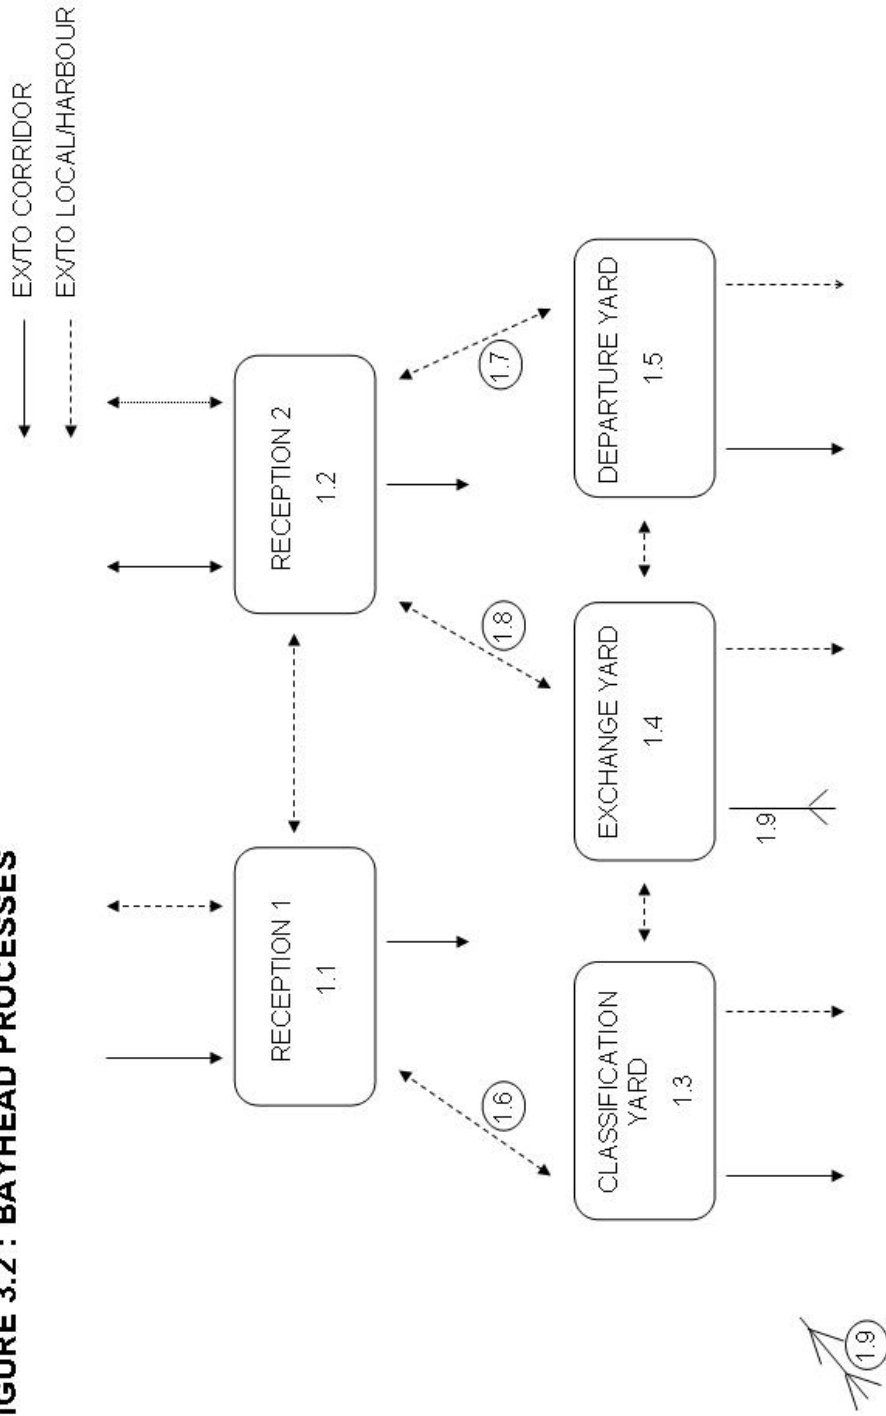 IGURE 3.2 : BAYHEAD PROCESSES
EX/TO CORRIDOR
EX/TO LOCAL/HARBOUR
RECEPTION 1
1.1
RECEPTION 2
1.2
1.6
1.8
1.7
CLASSIFICATION
YARD
1.3
EXCHANGE YARD
1.4
DEPARTURE YARD
1.5
1.9
1.9